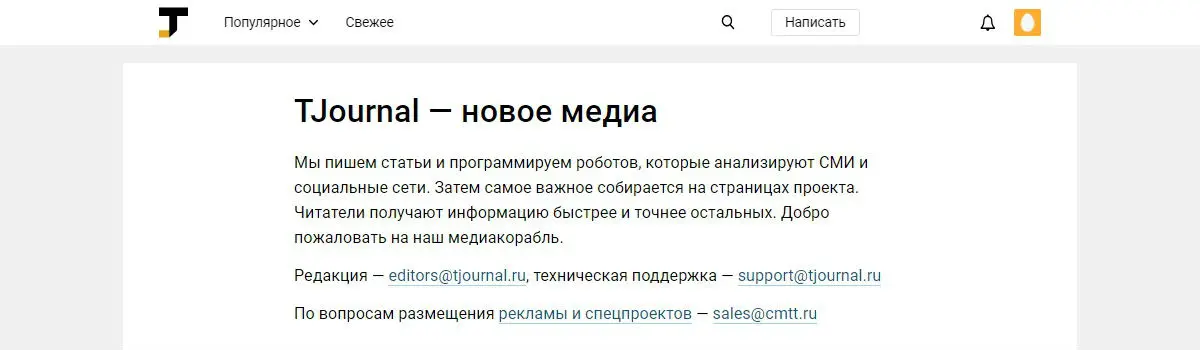 Популярное Свежее Написать
TJournal — новое медиа
Мы пишем статьи и программируем роботов, которые анализируют СМИ и
социальные сети. Затем самое важное собирается на страницах проекта.
Читатели получают информацию быстрее и точнее остальных. Добро
пожаловать на наш медиакорабль.
Редакция — editors@tjournal.ru, техническая поддержка — support@tjournal.ru
По вопросам размещения рекламы и спецпроектов — sales@cmtt.ru